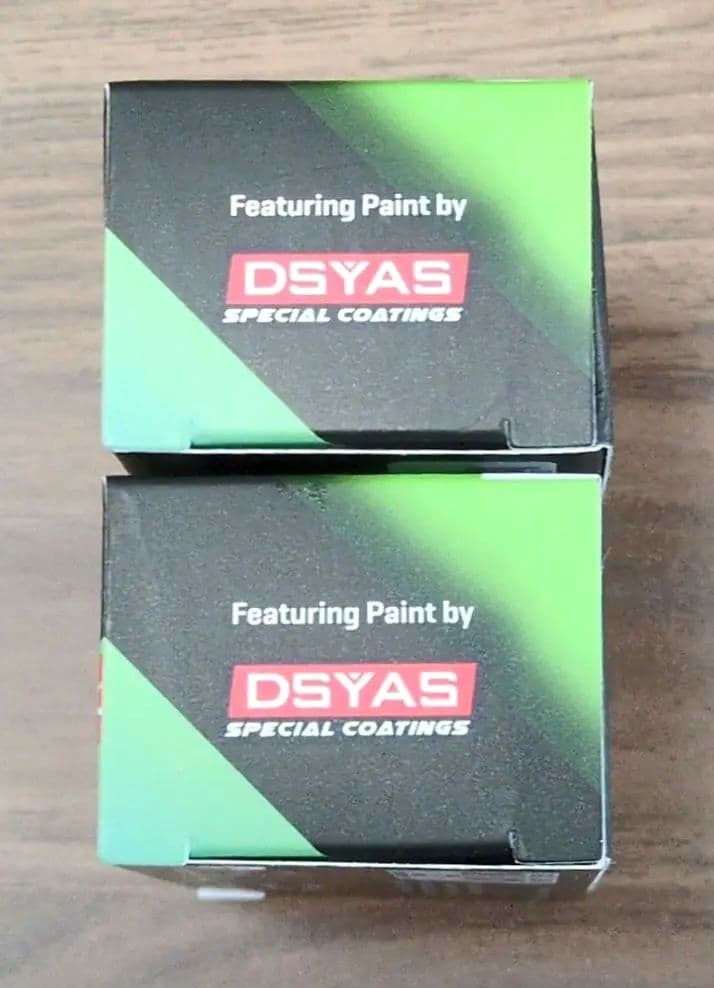 Featuring Paint by
DSYAS
SPECIAL COATINGS
Featuring Paint by
DSYAS
SPECIAL COATINGS